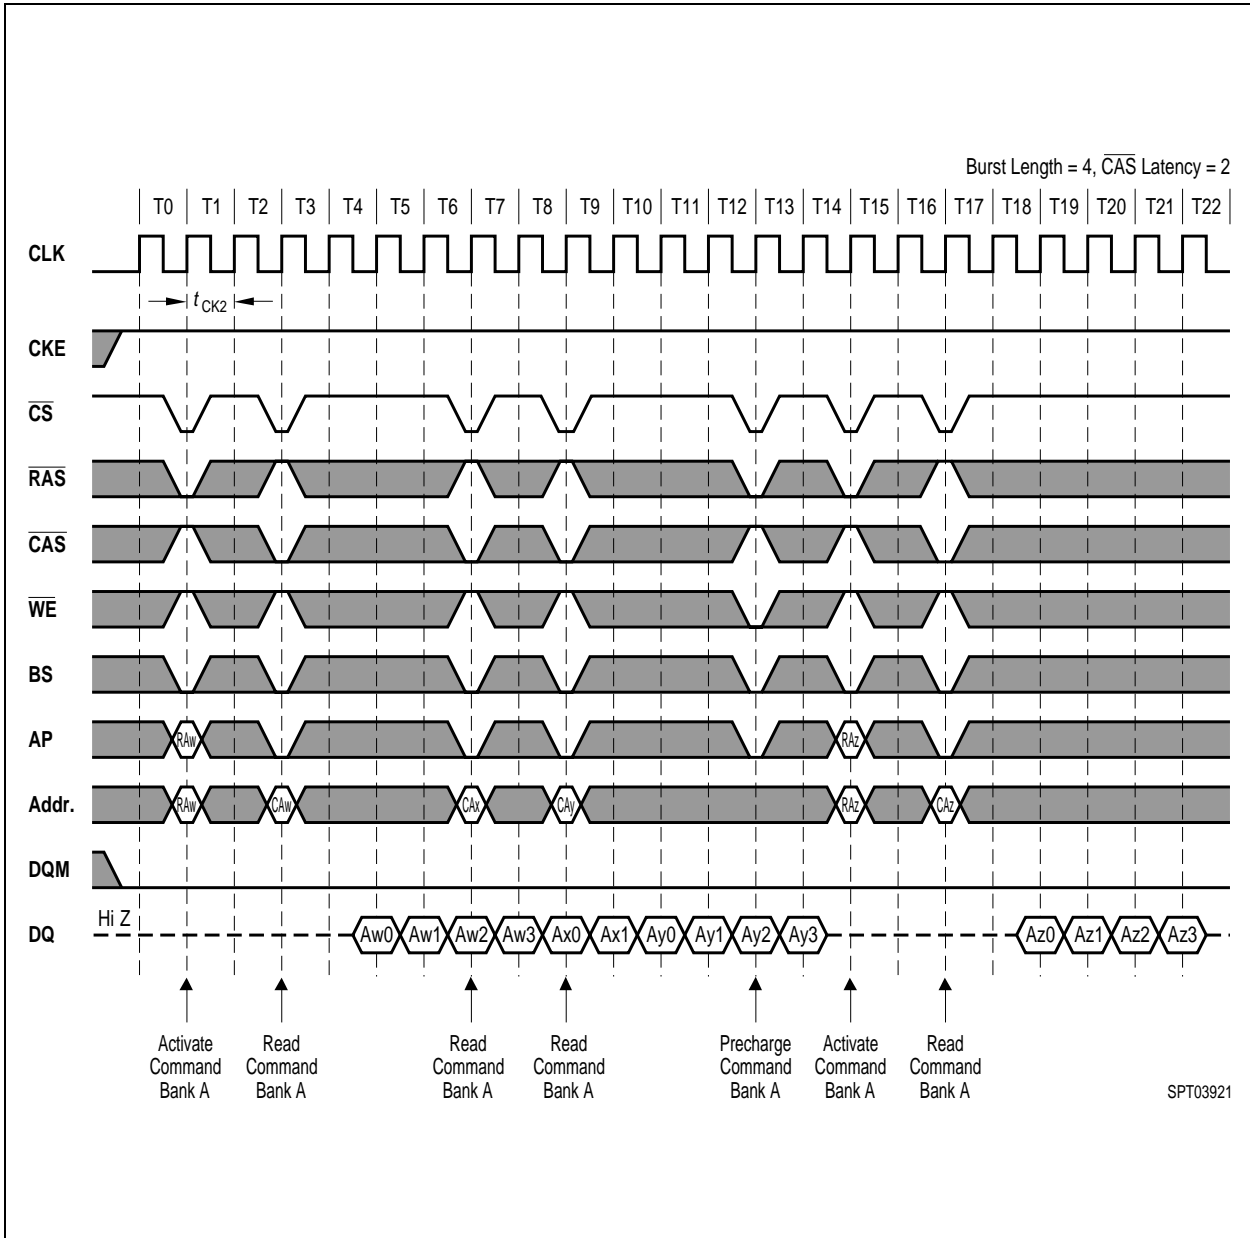 Burst Length = 4, CAS Latency = 2
T0 T1 T2 T3 T4 T5 T6 T7 T8 T9 T10 T11 T12 T13 T14 T15 T16 T17 T18 T19 T20 T21 T22
CLK
t CK2
CKE
CS
RAS
CAS
WE
BS
AP RAw RAz
Addr. RAw CAw CAx CAy RAz CAz
DQM
Hi Z
DQ Aw0 Aw1 Aw2 Aw3 Ax0 Ax1 Ay0 Ay1 Ay2 Ay3 Az0 Az1 Az2 Az3
Activate Read Read Read Precharge Activate Read
Command Command Command Command Command Command Command
Bank A Bank A Bank A Bank A Bank A Bank A Bank A
SPT03921